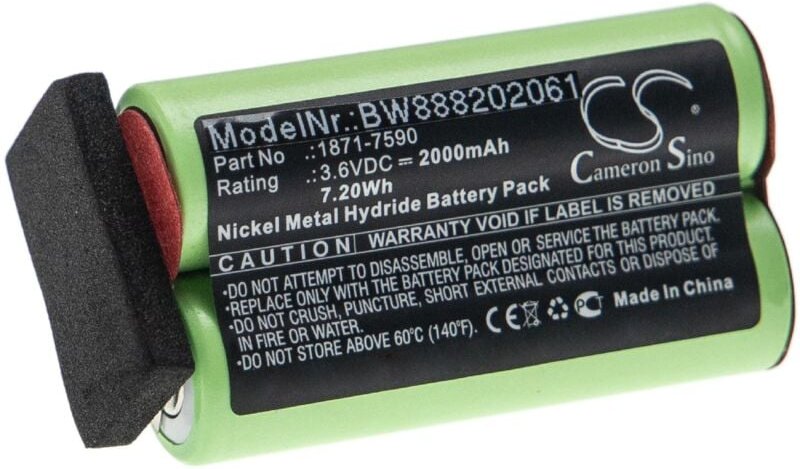 ModelNr.:BW888202061
Part No :1871-7590
Rating :3.6VDC ⎓ 2000mAh
7.20Wh
Nickel Metal Hydride Battery Pack
CS
Cameron Sino
CAUTION WARRANTY VOID IF LABEL IS REMOVED
•DO NOT ATTEMPT TO DISASSEMBLE, OPEN OR SERVICE THE BATTERY
•REPLACE ONLY WITH THE BATTERY PACK DESIGNATED FOR THIS UNIT
•DO NOT CRUSH, PUNCTURE, SHORT EXTERNAL CONTACTS OR DISPOSE OF
IN FIRE OR WATER
•DO NOT STORE ABOVE 60°C (140°F).
CE
Made In China